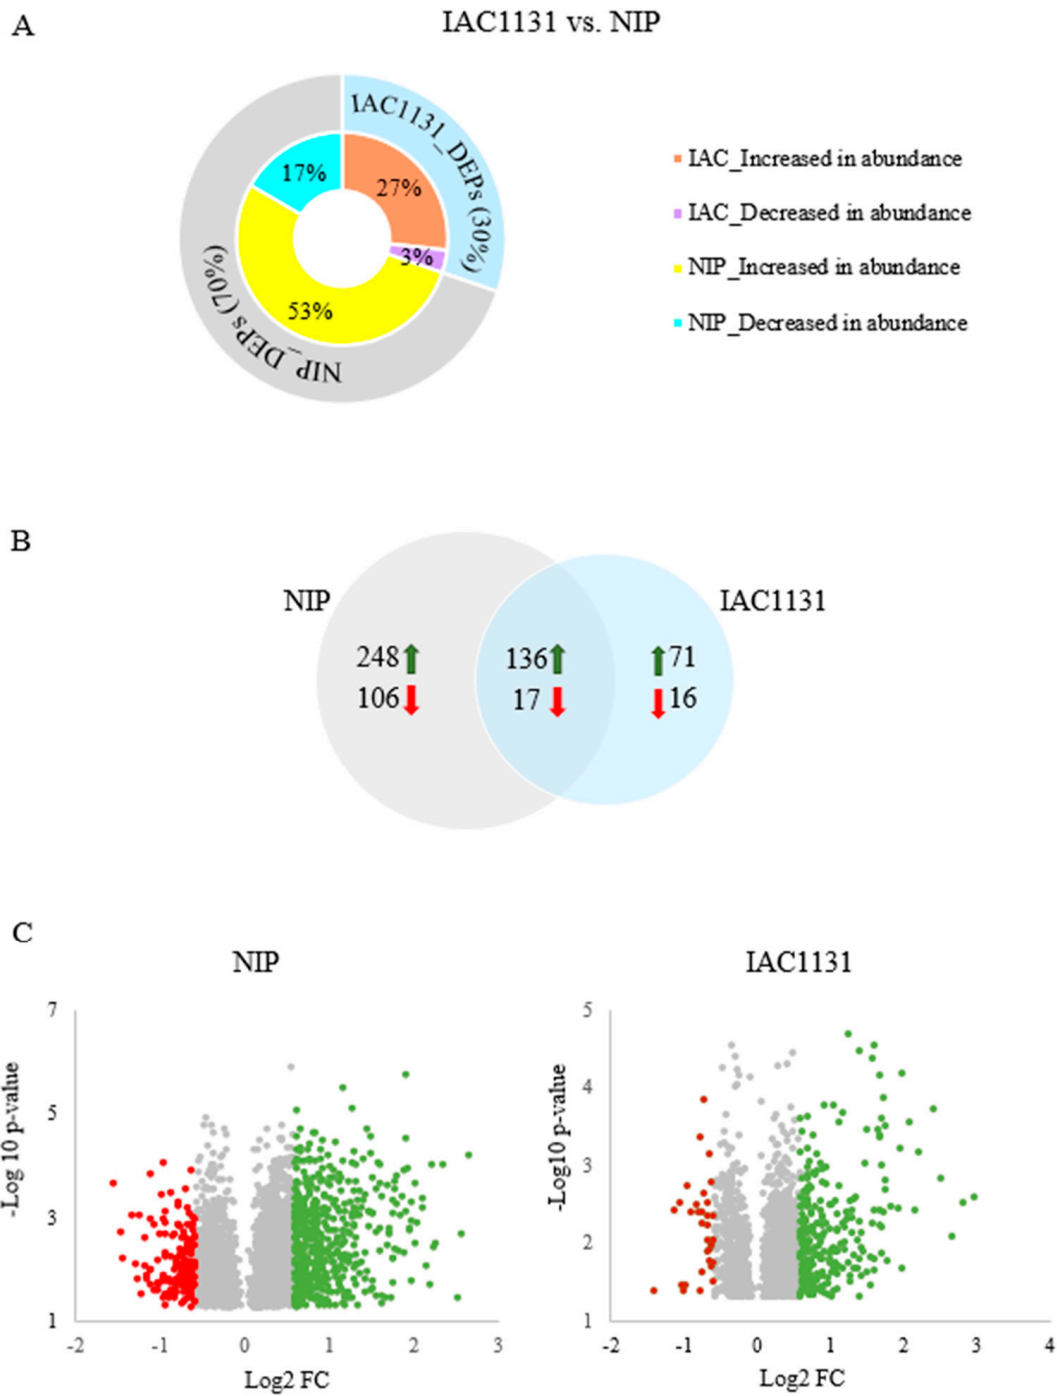 A
IAC1131 vs. NIP
IAC1131_DEPs (30%)
17%
27%
3%
53%
NIP_DEPs (70%)
IAC_Increased in abundance
IAC_Decreased in abundance
NIP_Increased in abundance
NIP_Decreased in abundance
B
NIP
IAC1131
248 136 71
106 17 16
C
NIP
7
5
3
1
-2 -1 0 1 2 3
-Log 10 p-value
Log2 FC
IAC1131
5
4
3
2
1
-2 -1 0 1 2 3 4
-Log10 p-value
Log2 FC